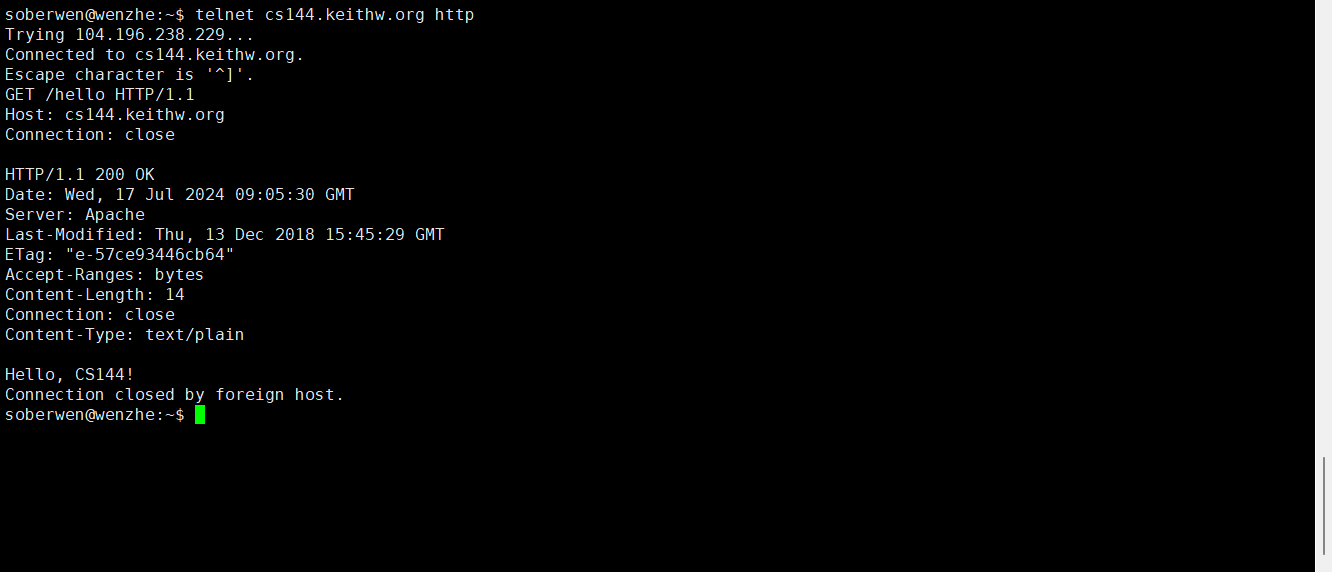 soberwen@wenzhe:~$ telnet cs144.keithw.org http
Trying 104.196.238.229...
Connected to cs144.keithw.org.
Escape character is '^]'.
GET /hello HTTP/1.1
Host: cs144.keithw.org
Connection: close

HTTP/1.1 200 OK
Date: Wed, 17 Jul 2024 09:05:30 GMT
Server: Apache
Last-Modified: Thu, 13 Dec 2018 15:45:29 GMT
ETag: "e-57ce93446cb64"
Accept-Ranges: bytes
Content-Length: 14
Connection: close
Content-Type: text/plain

Hello, CS144!
Connection closed by foreign host.
soberwen@wenzhe:~$